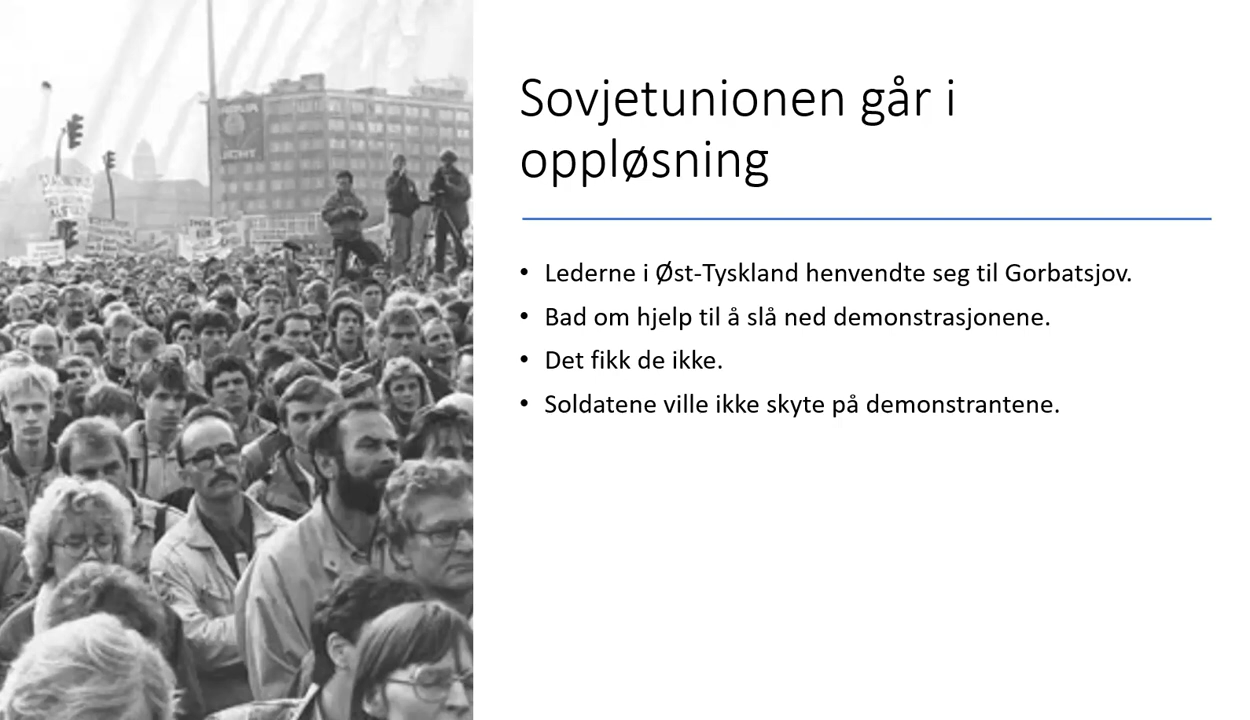 Sovjetunionen går i
oppløsning
• Lederne i Øst-Tyskland henvendte seg til Gorbatsjov.
• Bad om hjelp til å slå ned demonstrasjonene.
• Det fikk de ikke.
• Soldatene ville ikke skyte på demonstrantene.